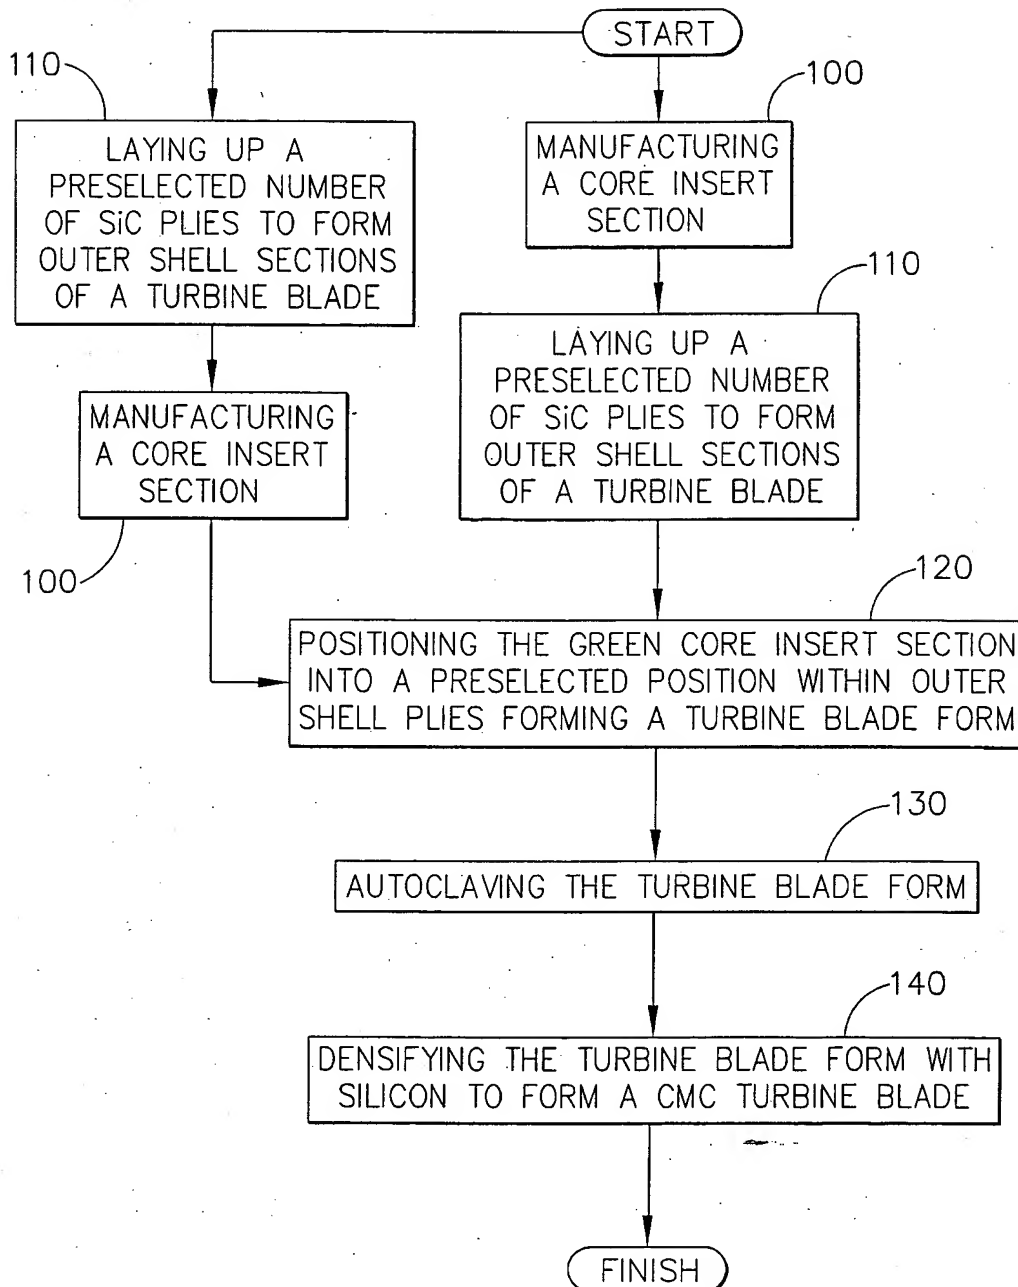 START
110
LAYING UP A
PRESELECTED NUMBER
OF SiC PLIES TO FORM
OUTER SHELL SECTIONS
OF A TURBINE BLADE
100
MANUFACTURING
A CORE INSERT
SECTION
110
LAYING UP A
PRESELECTED NUMBER
OF SiC PLIES TO FORM
OUTER SHELL SECTIONS
OF A TURBINE BLADE
MANUFACTURING
A CORE INSERT
SECTION
100
120
POSITIONING THE GREEN CORE INSERT SECTION
INTO A PRESELECTED POSITION WITHIN OUTER
SHELL PLIES FORMING A TURBINE BLADE FORM
130
AUTOCLAVING THE TURBINE BLADE FORM
140
DENSIFYING THE TURBINE BLADE FORM WITH
SILICON TO FORM A CMC TURBINE BLADE
FINISH